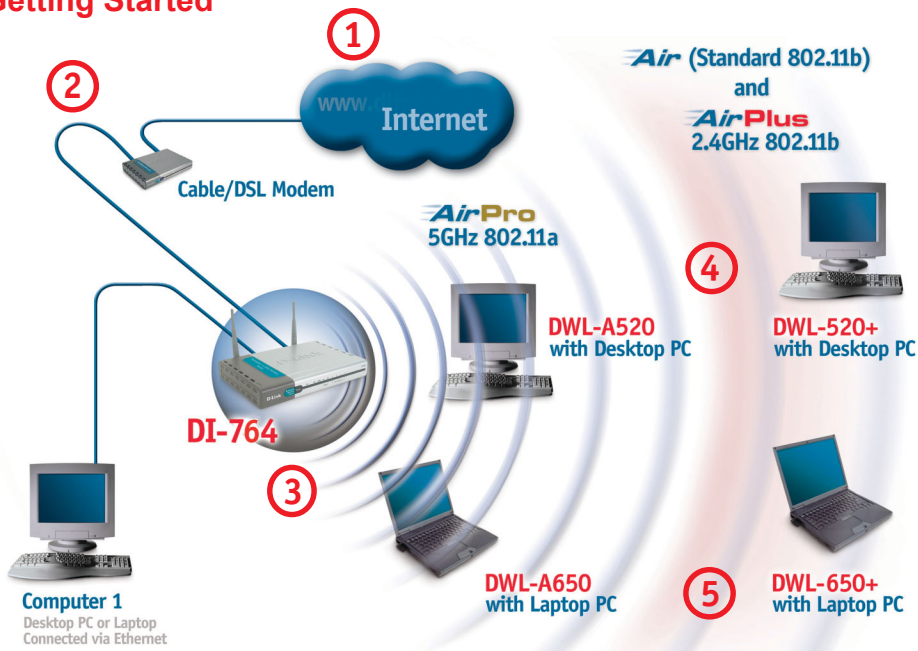 Getting Started
1
2
www.
Internet
Cable/DSL Modem
Air (Standard 802.11b)
and
AirPlus
2.4GHz 802.11b
AirPro
5GHz 802.11a
4
DWL-A520
with Desktop PC
DWL-520+
with Desktop PC
D-Link
DI-764
3
DWL-A650
with Laptop PC
5
DWL-650+
with Laptop PC
Computer 1
Desktop PC or Laptop
Connected via Ethernet